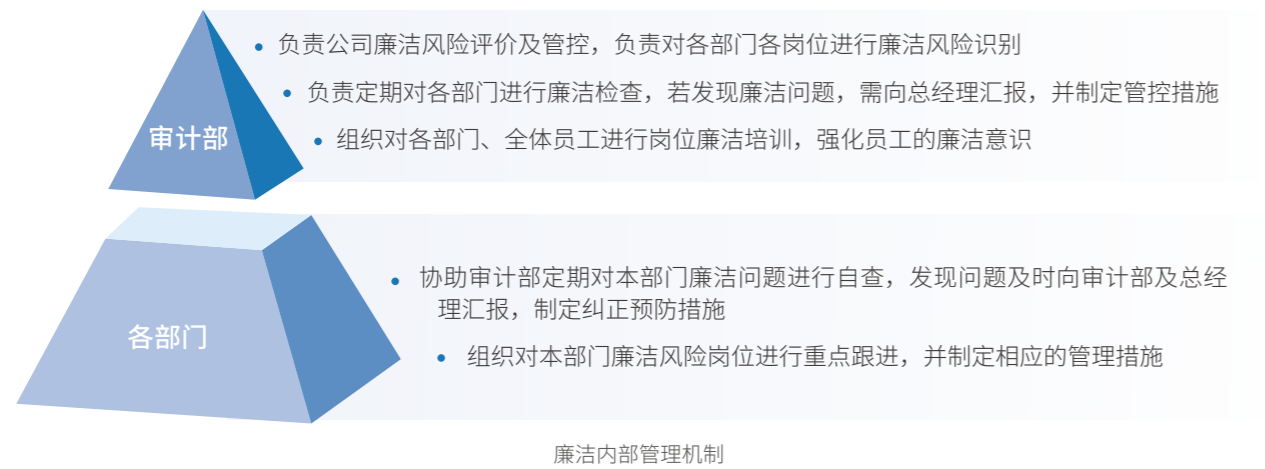 负责公司廉洁风险评价及管控，负责对各部门各岗位进行廉洁风险识别
负责定期对各部门进行廉洁检查，若发现廉洁问题，需向总经理汇报，并制定管控措施
审计部
组织对各部门、全体员工进行岗位廉洁培训，强化员工的廉洁意识
协助审计部定期对本部门廉洁问题进行自查，发现问题及时向审计部及总经
理汇报，制定纠正预防措施
各部门
组织对本部门廉洁风险岗位进行重点跟进，并制定相应的管理措施
廉洁内部管理机制